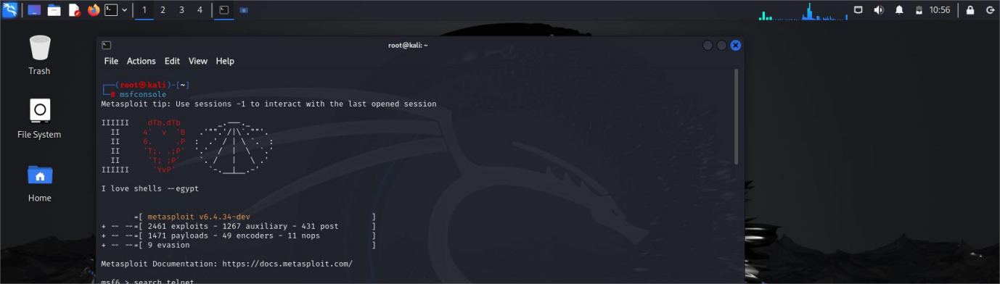 1 2 3 4
10:56
Trash
File System
Home
root@kali: ~
File Actions Edit View Help
┌──(root㉿kali)-[~]
└─# msfconsole
Metasploit tip: Use sessions -1 to interact with the last opened session
IIIIII    dTb.dTb        _.---._
  II     4'  v  'B   .'"".'/|\`.""'.
  II     6.     .P  :  .' / | \ `.  :
  II     'T;. .;P'  '.'  /  |  \  `.'
  II      'T; ;P'    `. /   |   \ .'
IIIIII     'YvP'       `-.__|__.-'
I love shells --egypt
       =[ metasploit v6.4.34-dev                          ]
+ -- --=[ 2461 exploits - 1267 auxiliary - 431 post       ]
+ -- --=[ 1471 payloads - 49 encoders - 11 nops           ]
+ -- --=[ 9 evasion                                       ]
Metasploit Documentation: https://docs.metasploit.com/
msf6 > search telnet